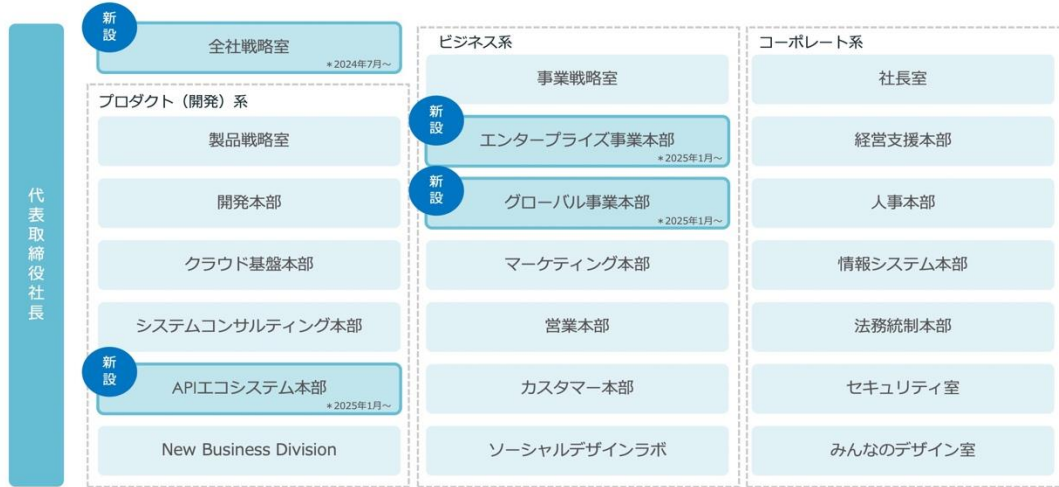 代表取締役社長
新設
全社戦略室
＊2024年7月～
プロダクト（開発）系
製品戦略室
開発本部
クラウド基盤本部
システムコンサルティング本部
新設
APIエコシステム本部
＊2025年1月～
New Business Division
ビジネス系
事業戦略室
新設
エンタープライズ事業本部
＊2025年1月～
新設
グローバル事業本部
＊2025年1月～
マーケティング本部
営業本部
カスタマー本部
ソーシャルデザインラボ
コーポレート系
社長室
経営支援本部
人事本部
情報システム本部
法務統制本部
セキュリティ室
みんなのデザイン室